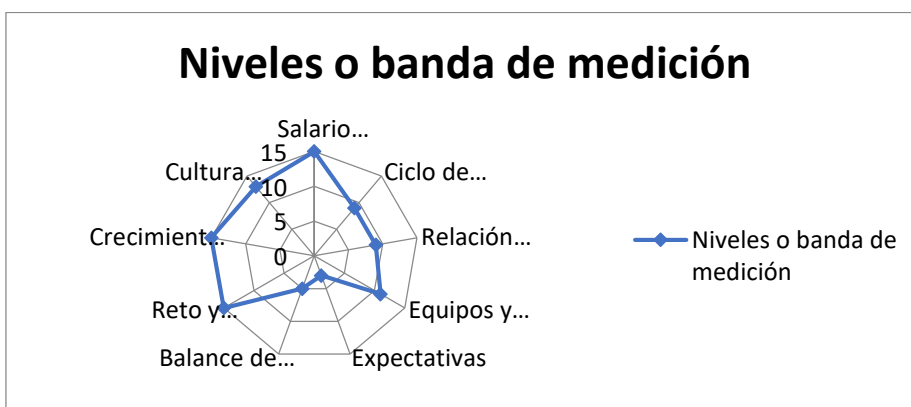 Niveles o banda de medición
Salario...
15
Cultura...
Ciclo de...
10
Crecimient...
5
Relación...
0
Niveles o banda de
medición
Reto y...
Equipos y...
Balance de...
Expectativas